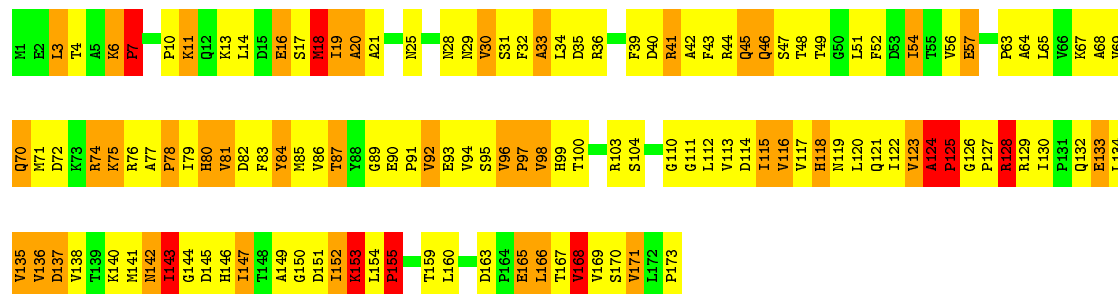 M1 E2 L3 T4 A5 K6 P7 P10 K11 Q12 K13 L14 D15 E16 S17 M18 I19 A20 A21 N25 N28 N29 V30 S31 F32 A33 L34 D35 R36 F39 D40 R41 A42 F43 R44 Q45 Q46 S47 T48 T49 G50 L51 F52 D53 I54 T55 V56 E57 P63 A64 L65 V66 K67 A68 V69
Q70 M71 D72 K73 R74 K75 R76 A77 P78 I79 H80 V81 D82 F83 Y84 M85 V86 T87 Y88 G89 E90 P91 V92 E93 V94 S95 V96 P97 V98 H99 T100 R103 S104 G110 G111 L112 V113 D114 I115 V116 V117 H118 N119 L120 Q121 I122 V123 A124 P125 G126 P127 R128 R129 I130 P131 Q132 E133 L134
V135 V136 D137 V138 T139 K140 M141 N142 I143 G144 D145 H146 I147 T148 A149 G150 D151 I152 K153 L154 P155 T159 L160 D163 P164 E165 L166 T167 V168 V169 S170 V171 L172 P173